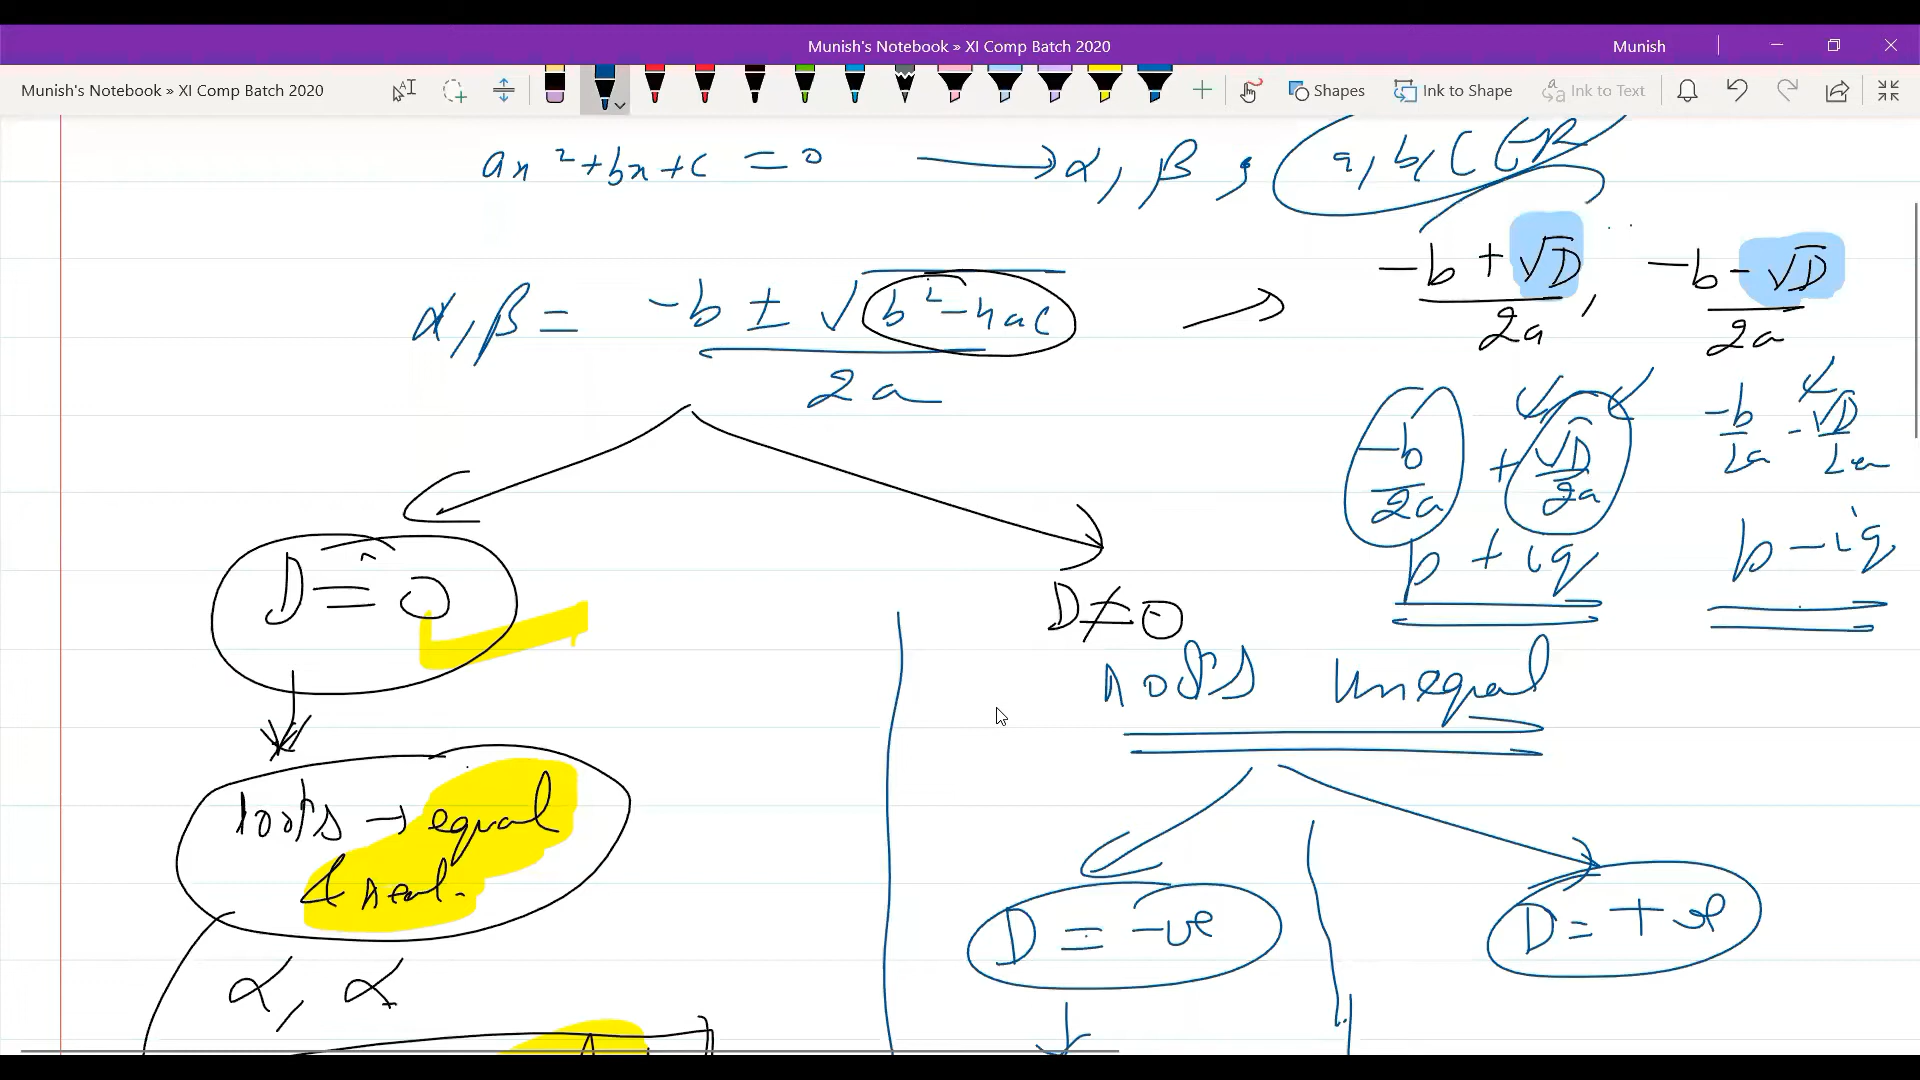 Munish's Notebook » XI Comp Batch 2020
Munish
Munish's Notebook » XI Comp Batch 2020
Shapes
Ink to Shape
Ink to Text
ax²+bx+c = 0 → α, β ; a, b, c ∈ R
α, β = (-b ± √(b²-4ac)) / 2a → (-b + √D) / 2a , (-b - √D) / 2a
-b/2a + √D/2a
-b/2a - √D/2a
p + iq
p - iq
D = 0
D ≠ 0
roots unequal
roots → equal
& real.
D = -ve
D = +ve
α, α